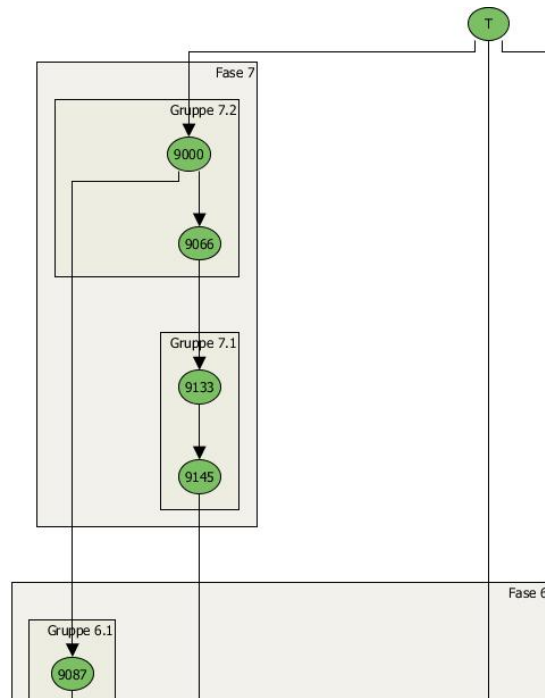 T
Fase 7
Gruppe 7.2
9000
9066
Gruppe 7.1
9133
9145
Fase 6
Gruppe 6.1
9087